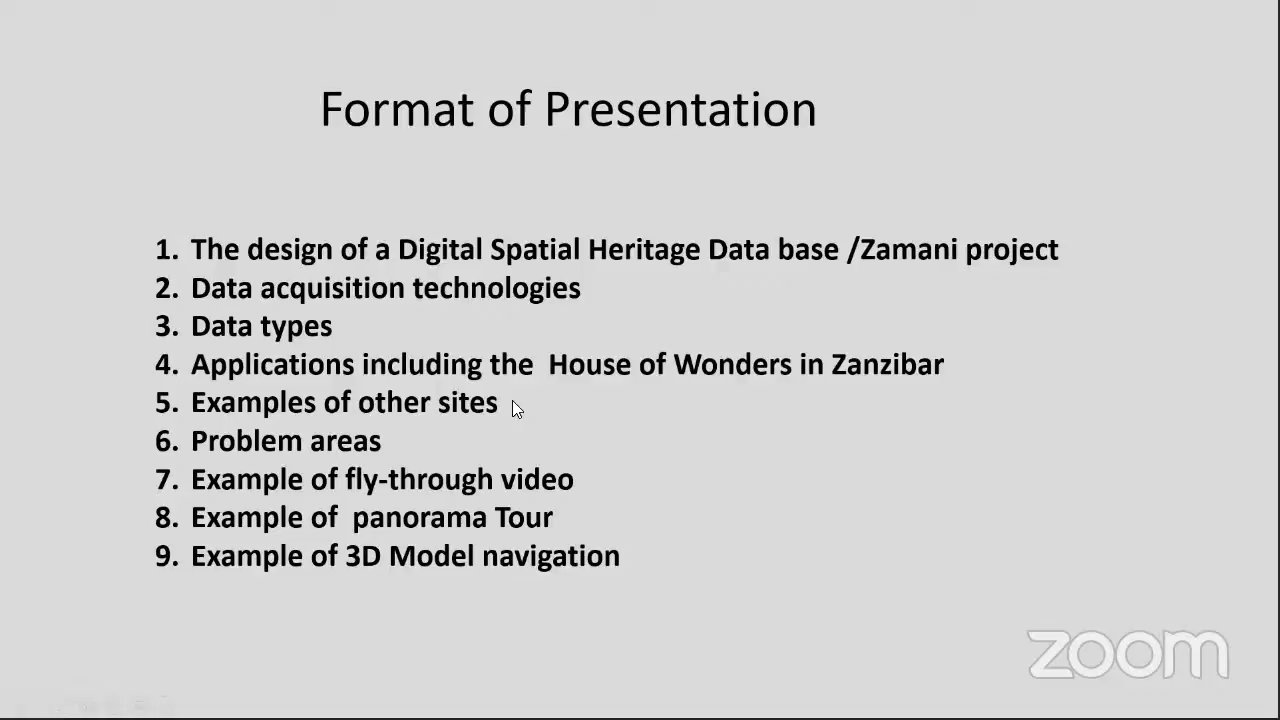 Format of Presentation
1. The design of a Digital Spatial Heritage Data base /Zamani project
2. Data acquisition technologies
3. Data types
4. Applications including the  House of Wonders in Zanzibar
5. Examples of other sites
6. Problem areas
7. Example of fly-through video
8. Example of  panorama Tour
9. Example of 3D Model navigation
zoom